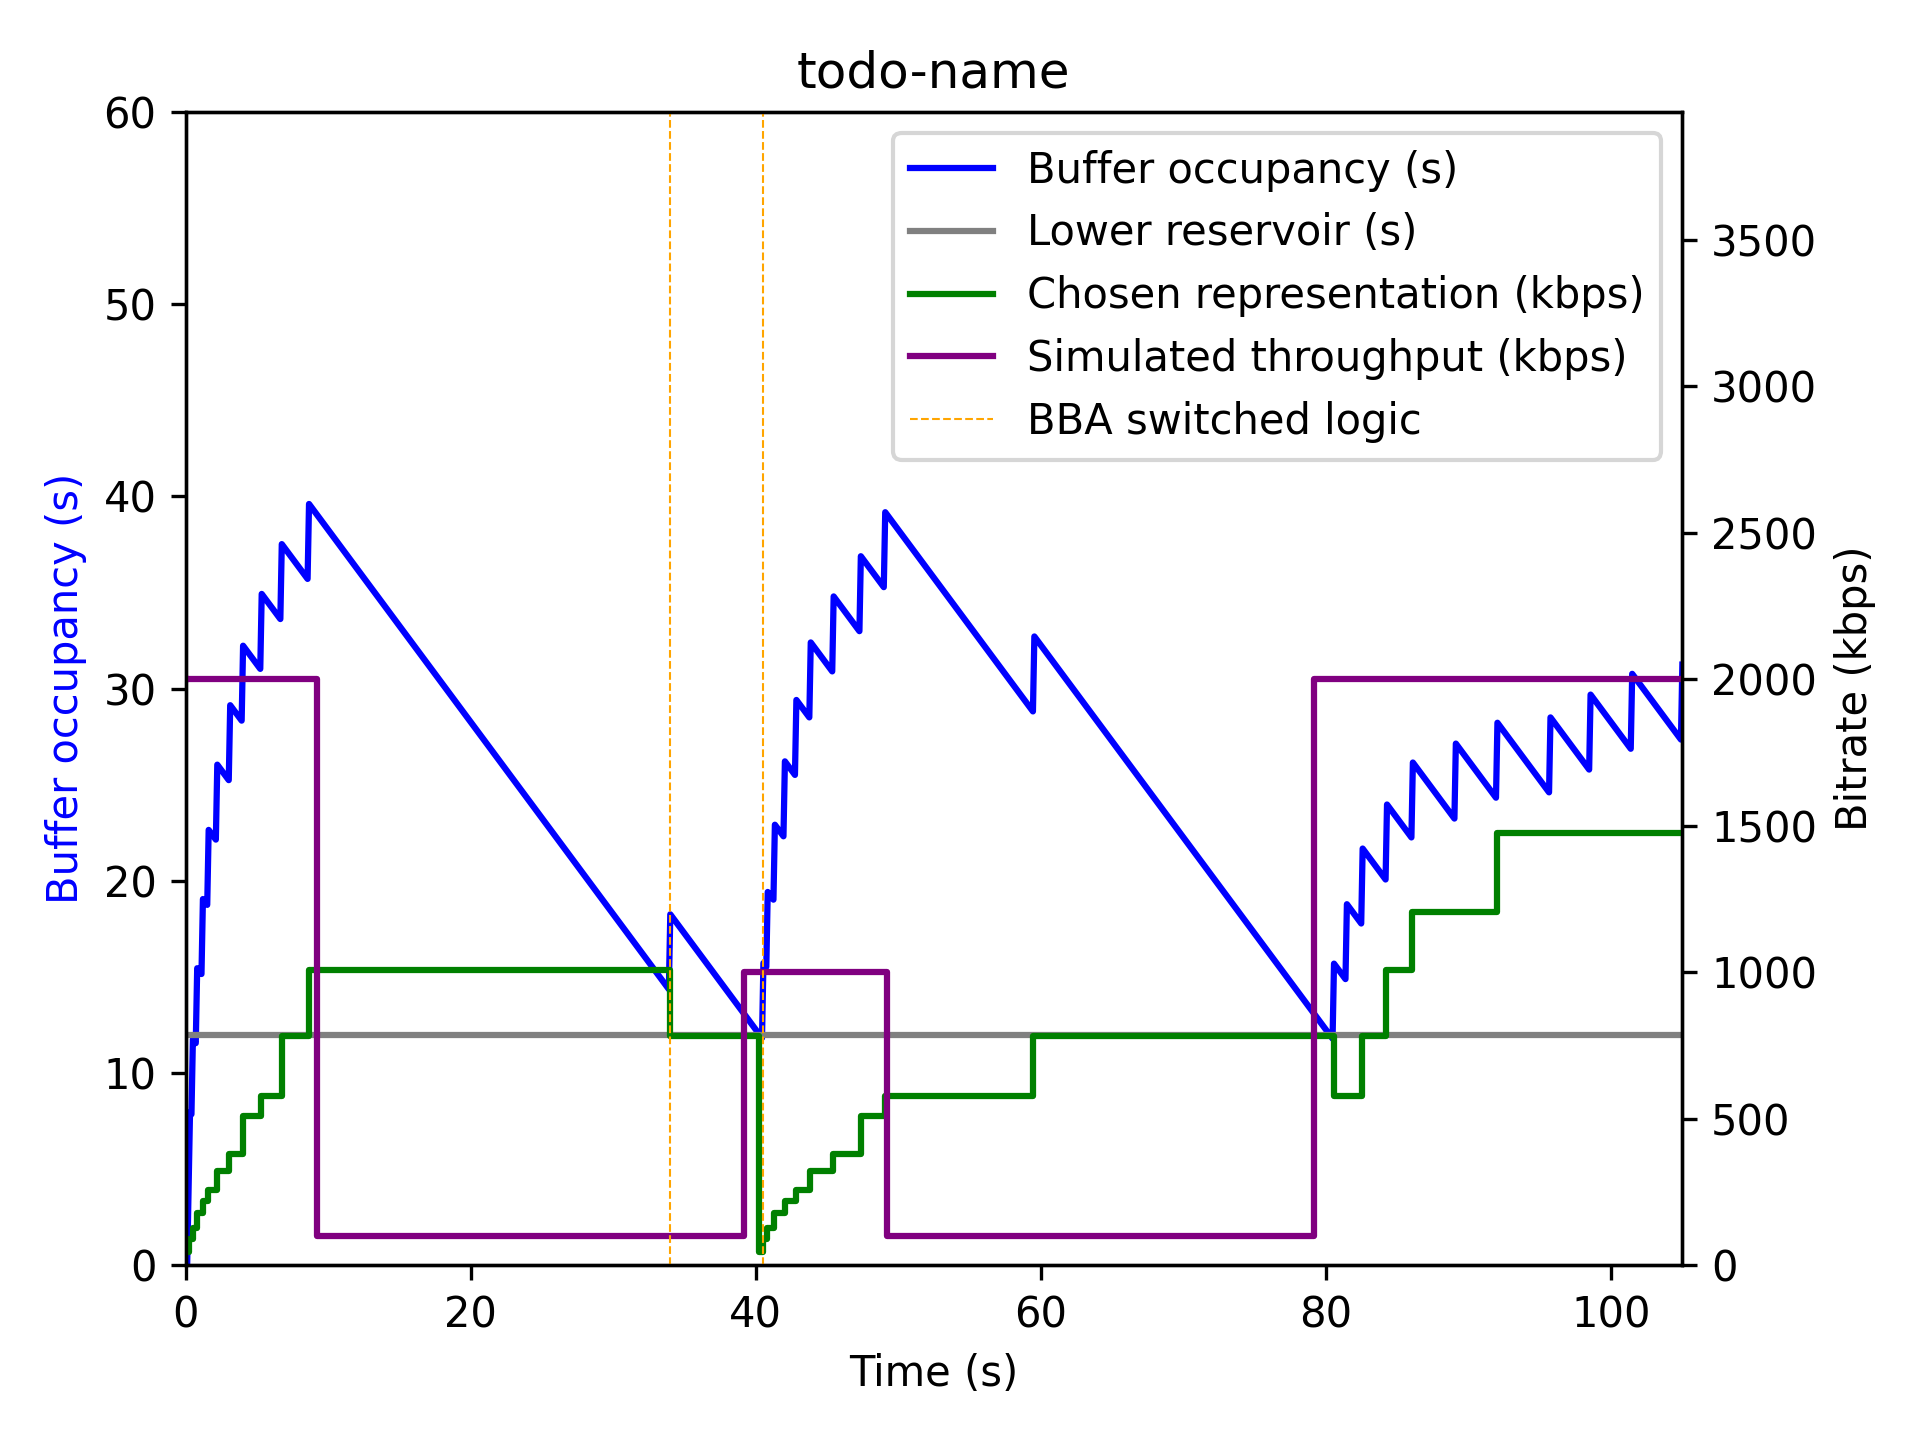 todo-name
60
50
40
30
20
10
0
Buffer occupancy (s)
Buffer occupancy (s)
Lower reservoir (s)
Chosen representation (kbps)
Simulated throughput (kbps)
BBA switched logic
3500
3000
2500
2000
1500
1000
500
0
Bitrate (kbps)
0 20 40 60 80 100
Time (s)